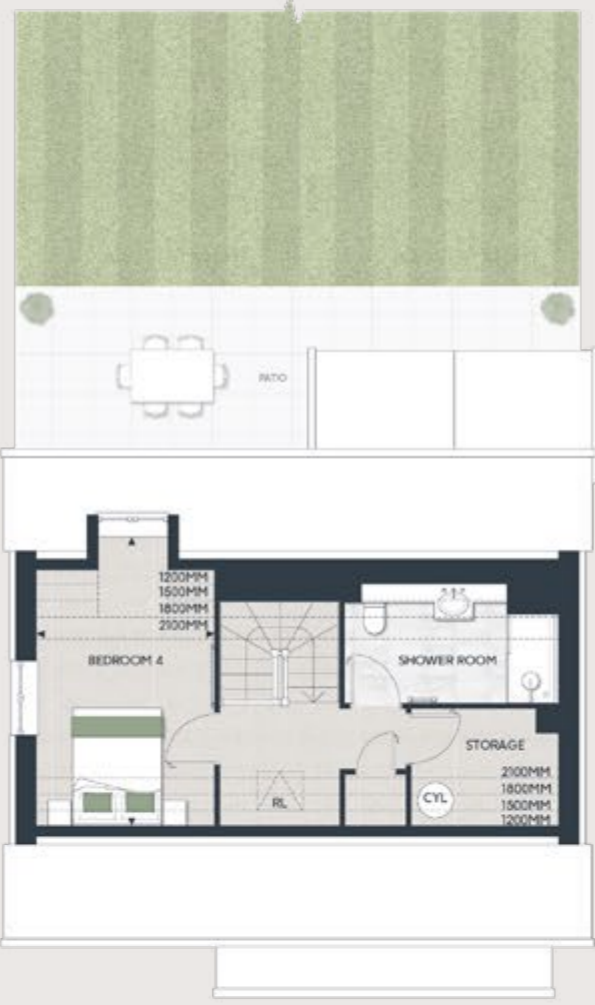 PATIO
1200MM
1500MM
1800MM
2100MM
BEDROOM 4
SHOWER ROOM
STORAGE
2100MM
1800MM
1500MM
1200MM
CYL
RL